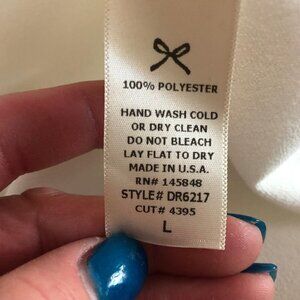 100% POLYESTER
HAND WASH COLD
OR DRY CLEAN
DO NOT BLEACH
LAY FLAT TO DRY
MADE IN U.S.A.
RN# 145848
STYLE# DR6217
CUT# 4395
L